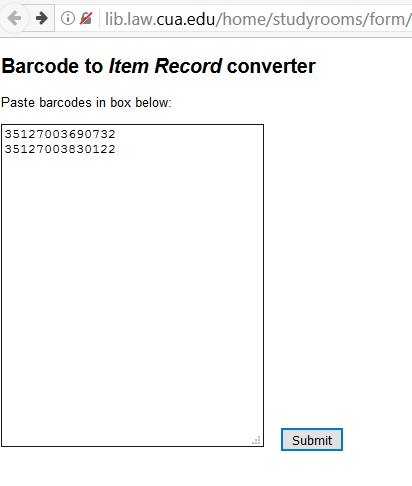 lib.law.cua.edu/home/studyrooms/form/
Barcode to Item Record converter
Paste barcodes in box below:
35127003690732
35127003830122
Submit